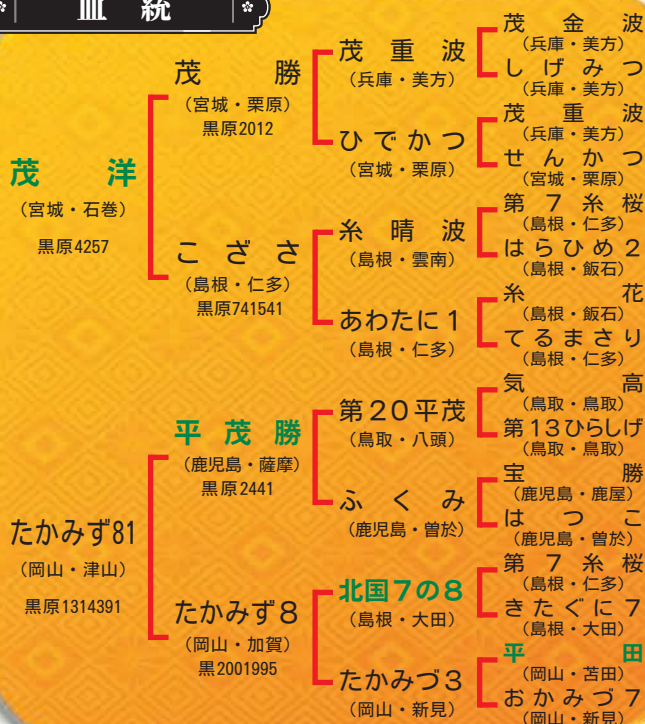 血統
茂洋
（宮城・石巻）
黒原4257
たかみず81
（岡山・津山）
黒原1314391
茂勝
（宮城・栗原）
黒原2012
こざさ
（島根・仁多）
黒原741541
平茂勝
（鹿児島・薩摩）
黒原2441
たかみず8
（岡山・加賀）
黒2001995
茂重波
（兵庫・美方）
ひでかつ
（宮城・栗原）
糸晴波
（島根・雲南）
あわたに1
（島根・仁多）
第20平茂
（鳥取・八頭）
ふくみ
（鹿児島・曽於）
北国7の8
（島根・大田）
たかみづ3
（岡山・新見）
茂金波
（兵庫・美方）
しげみつ
（兵庫・美方）
茂重波
（兵庫・美方）
せんかつ
（宮城・栗原）
第7糸桜
（島根・仁多）
はらひめ2
（島根・飯石）
糸花
（島根・飯石）
てるまさり
（島根・仁多）
気高
（鳥取・鳥取）
第13ひらしげ
（鳥取・鳥取）
宝勝
（鹿児島・鹿屋）
はつこ
（鹿児島・曽於）
第7糸桜
（島根・仁多）
きたぐに7
（島根・大田）
平田
（岡山・苫田）
おかみづ7
（岡山・新見）